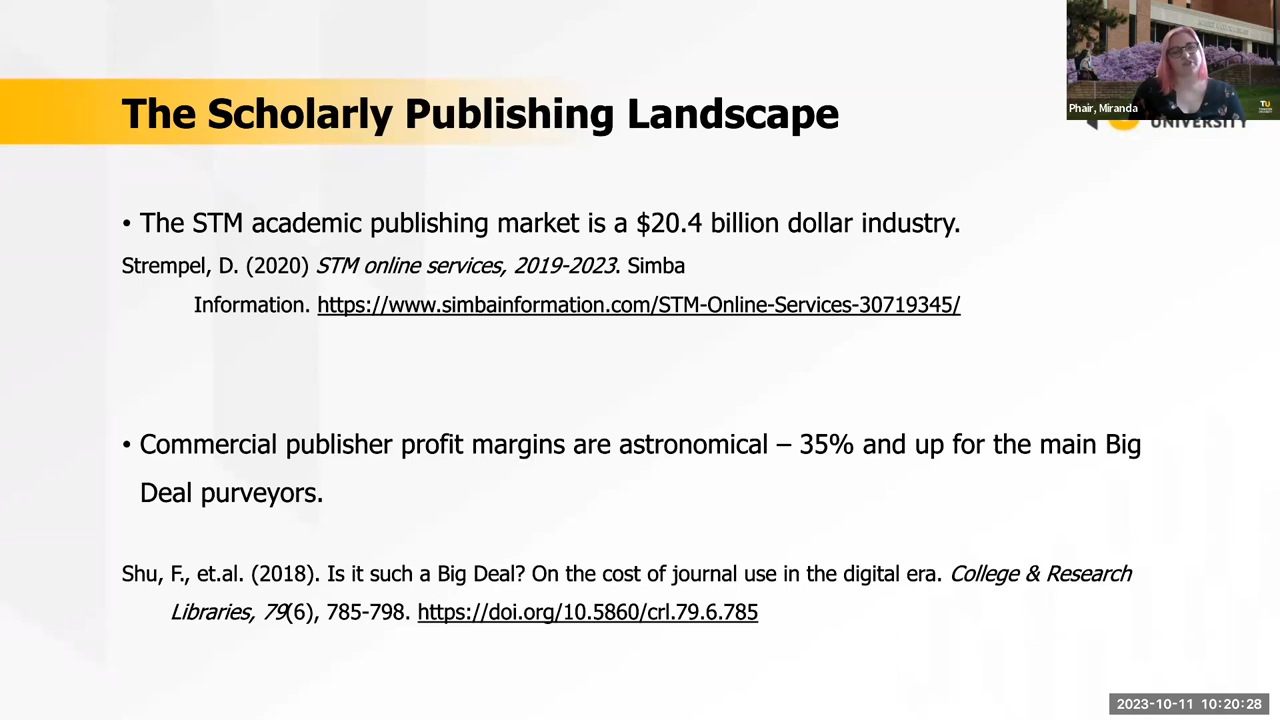 The Scholarly Publishing Landscape
Phair, Miranda
TU
UNIVERSITY
• The STM academic publishing market is a $20.4 billion dollar industry.
Strempel, D. (2020) STM online services, 2019-2023. Simba
Information. https://www.simbainformation.com/STM-Online-Services-30719345/
• Commercial publisher profit margins are astronomical – 35% and up for the main Big
Deal purveyors.
Shu, F., et.al. (2018). Is it such a Big Deal? On the cost of journal use in the digital era. College & Research
Libraries, 79(6), 785-798. https://doi.org/10.5860/crl.79.6.785
2023-10-11 10:20:28